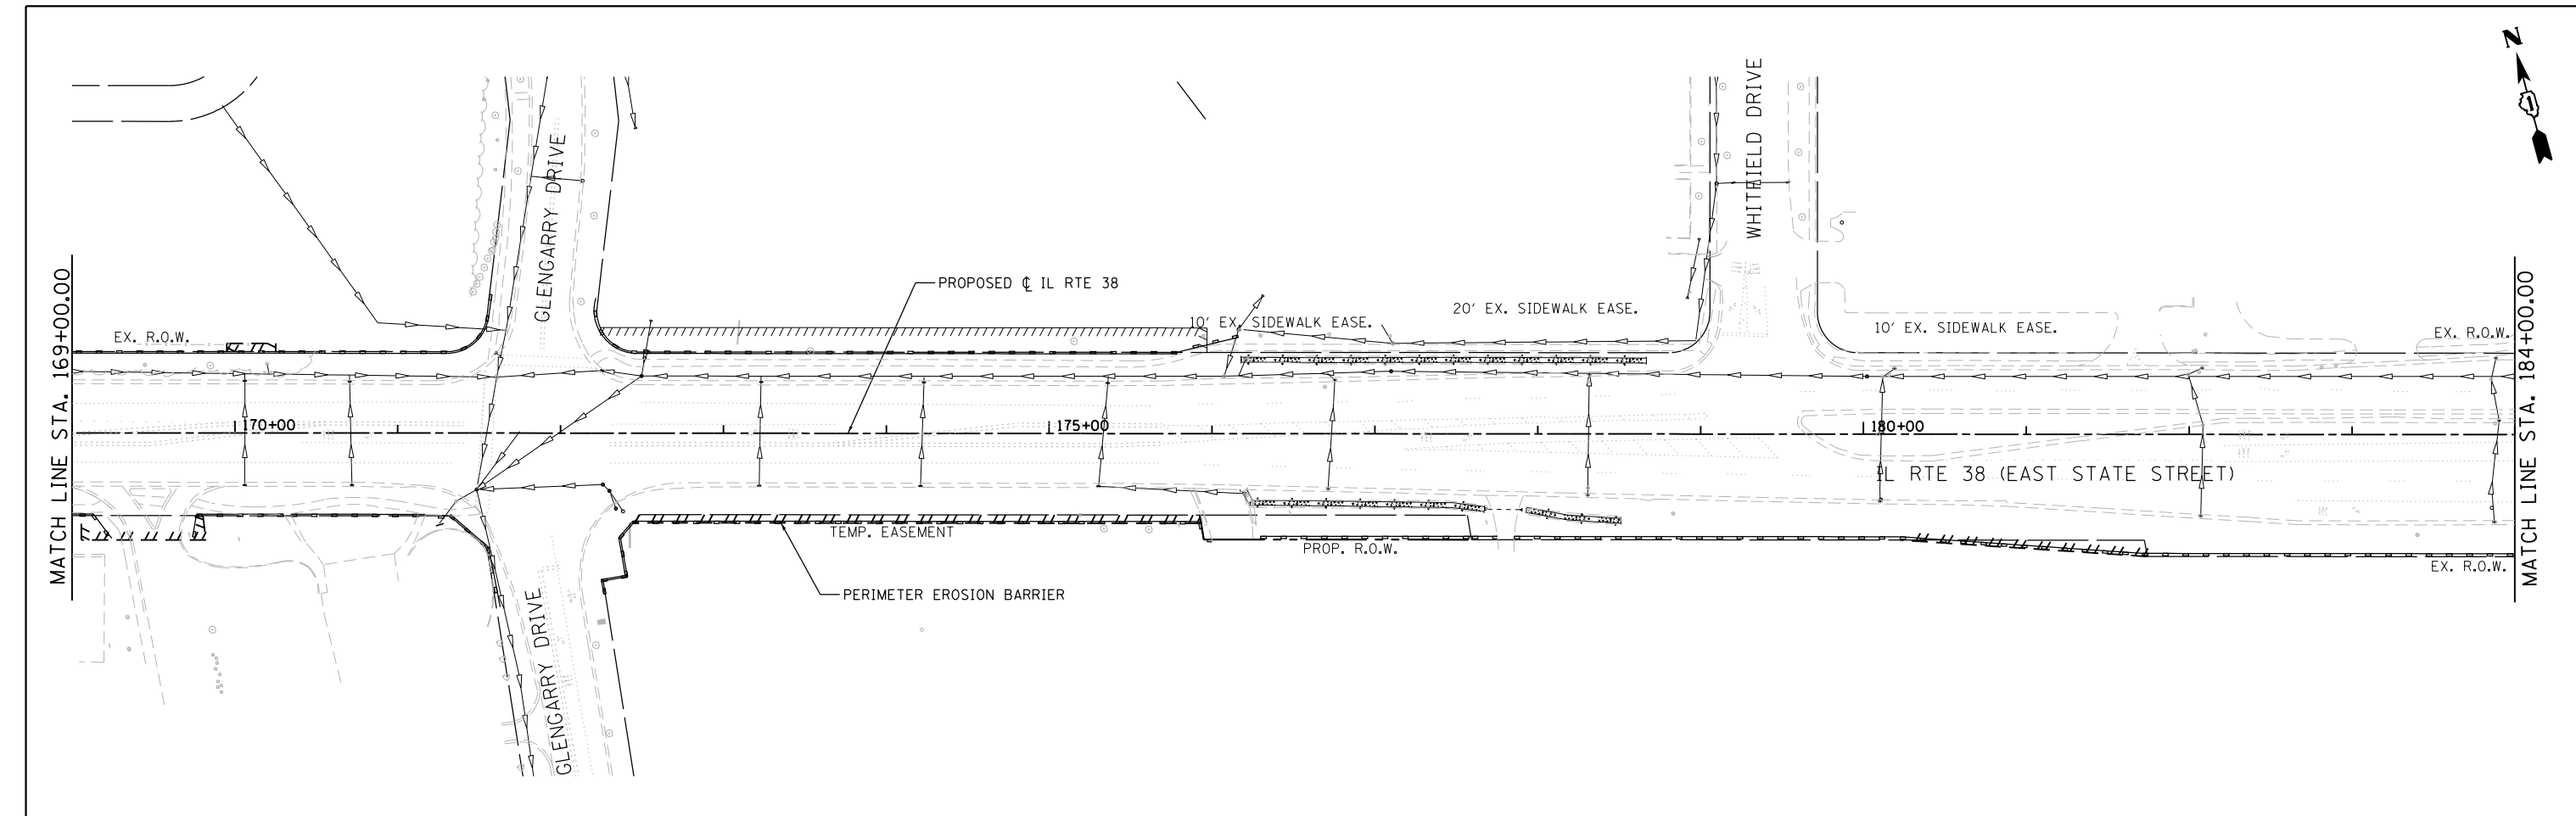 N
WHITFIELD DRIVE
GLENGARRY DRIVE
PROPOSED ℄ IL RTE 38
20' EX. SIDEWALK EASE.
10' EX. SIDEWALK EASE.
10' EX. SIDEWALK EASE.
EX. R.O.W.
EX. R.O.W.
MATCH LINE STA. 169+00.00
MATCH LINE STA. 184+00.00
170+00
175+00
180+00
IL RTE 38 (EAST STATE STREET)
TEMP. EASEMENT
PROP. R.O.W.
EX. R.O.W.
PERIMETER EROSION BARRIER
GLENGARRY DRIVE